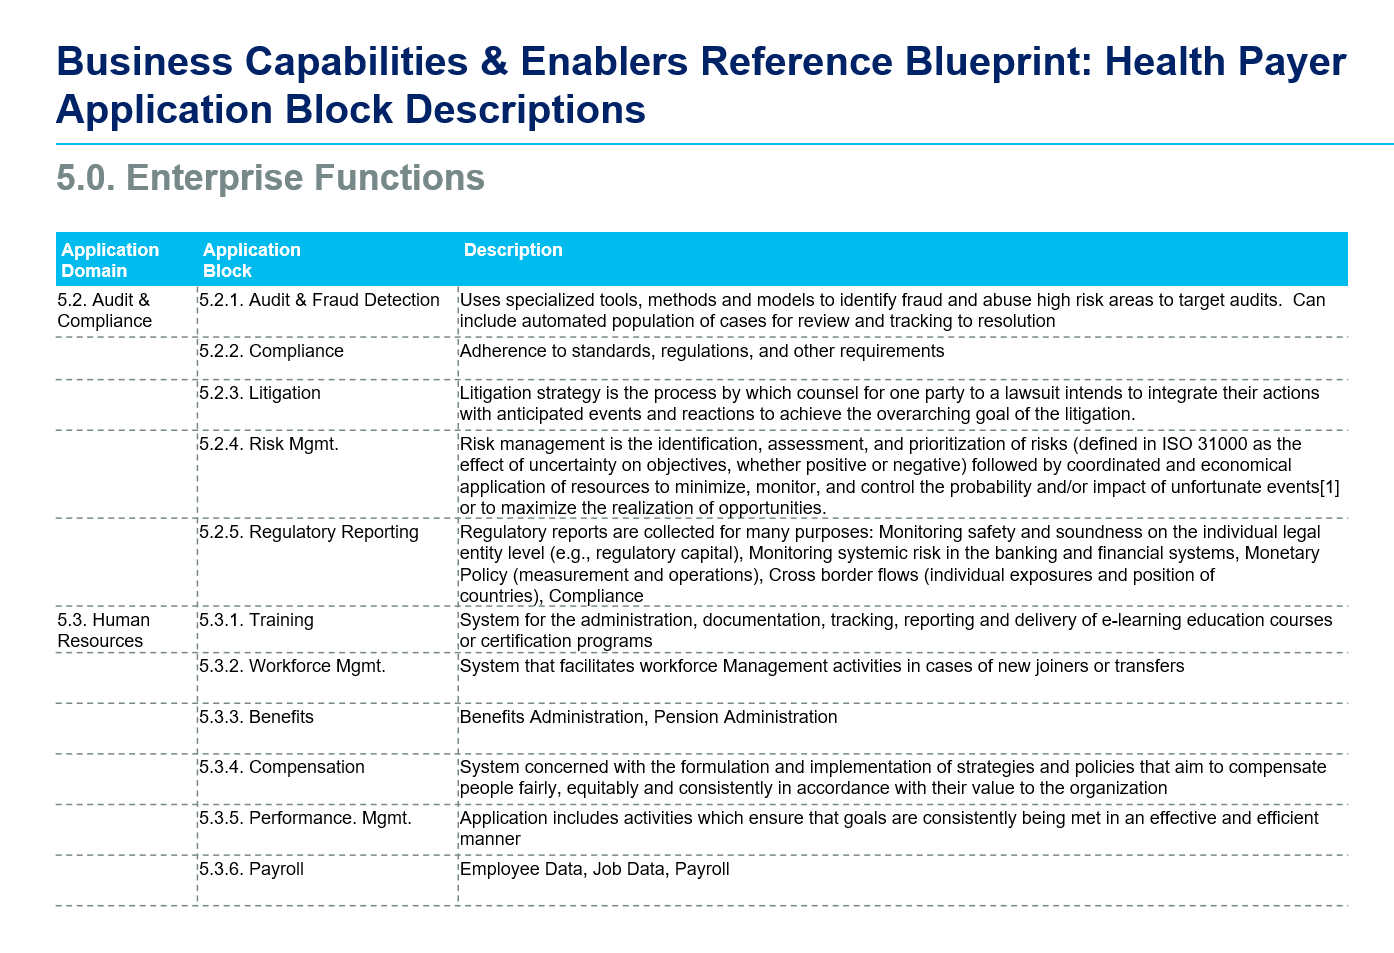 Business Capabilities & Enablers Reference Blueprint: Health Payer
Application Block Descriptions
5.0. Enterprise Functions
Application
Domain
Application
Block
Description
5.2. Audit &
Compliance
5.2.1. Audit & Fraud Detection
Uses specialized tools, methods and models to identify fraud and abuse high risk areas to target audits.  Can
include automated population of cases for review and tracking to resolution
5.2.2. Compliance
Adherence to standards, regulations, and other requirements
5.2.3. Litigation
Litigation strategy is the process by which counsel for one party to a lawsuit intends to integrate their actions
with anticipated events and reactions to achieve the overarching goal of the litigation.
5.2.4. Risk Mgmt.
Risk management is the identification, assessment, and prioritization of risks (defined in ISO 31000 as the
effect of uncertainty on objectives, whether positive or negative) followed by coordinated and economical
application of resources to minimize, monitor, and control the probability and/or impact of unfortunate events[1]
or to maximize the realization of opportunities.
5.2.5. Regulatory Reporting
Regulatory reports are collected for many purposes: Monitoring safety and soundness on the individual legal
entity level (e.g., regulatory capital), Monitoring systemic risk in the banking and financial systems, Monetary
Policy (measurement and operations), Cross border flows (individual exposures and position of
countries), Compliance
5.3. Human
Resources
5.3.1. Training
System for the administration, documentation, tracking, reporting and delivery of e-learning education courses
or certification programs
5.3.2. Workforce Mgmt.
System that facilitates workforce Management activities in cases of new joiners or transfers
5.3.3. Benefits
Benefits Administration, Pension Administration
5.3.4. Compensation
System concerned with the formulation and implementation of strategies and policies that aim to compensate
people fairly, equitably and consistently in accordance with their value to the organization
5.3.5. Performance. Mgmt.
Application includes activities which ensure that goals are consistently being met in an effective and efficient
manner
5.3.6. Payroll
Employee Data, Job Data, Payroll